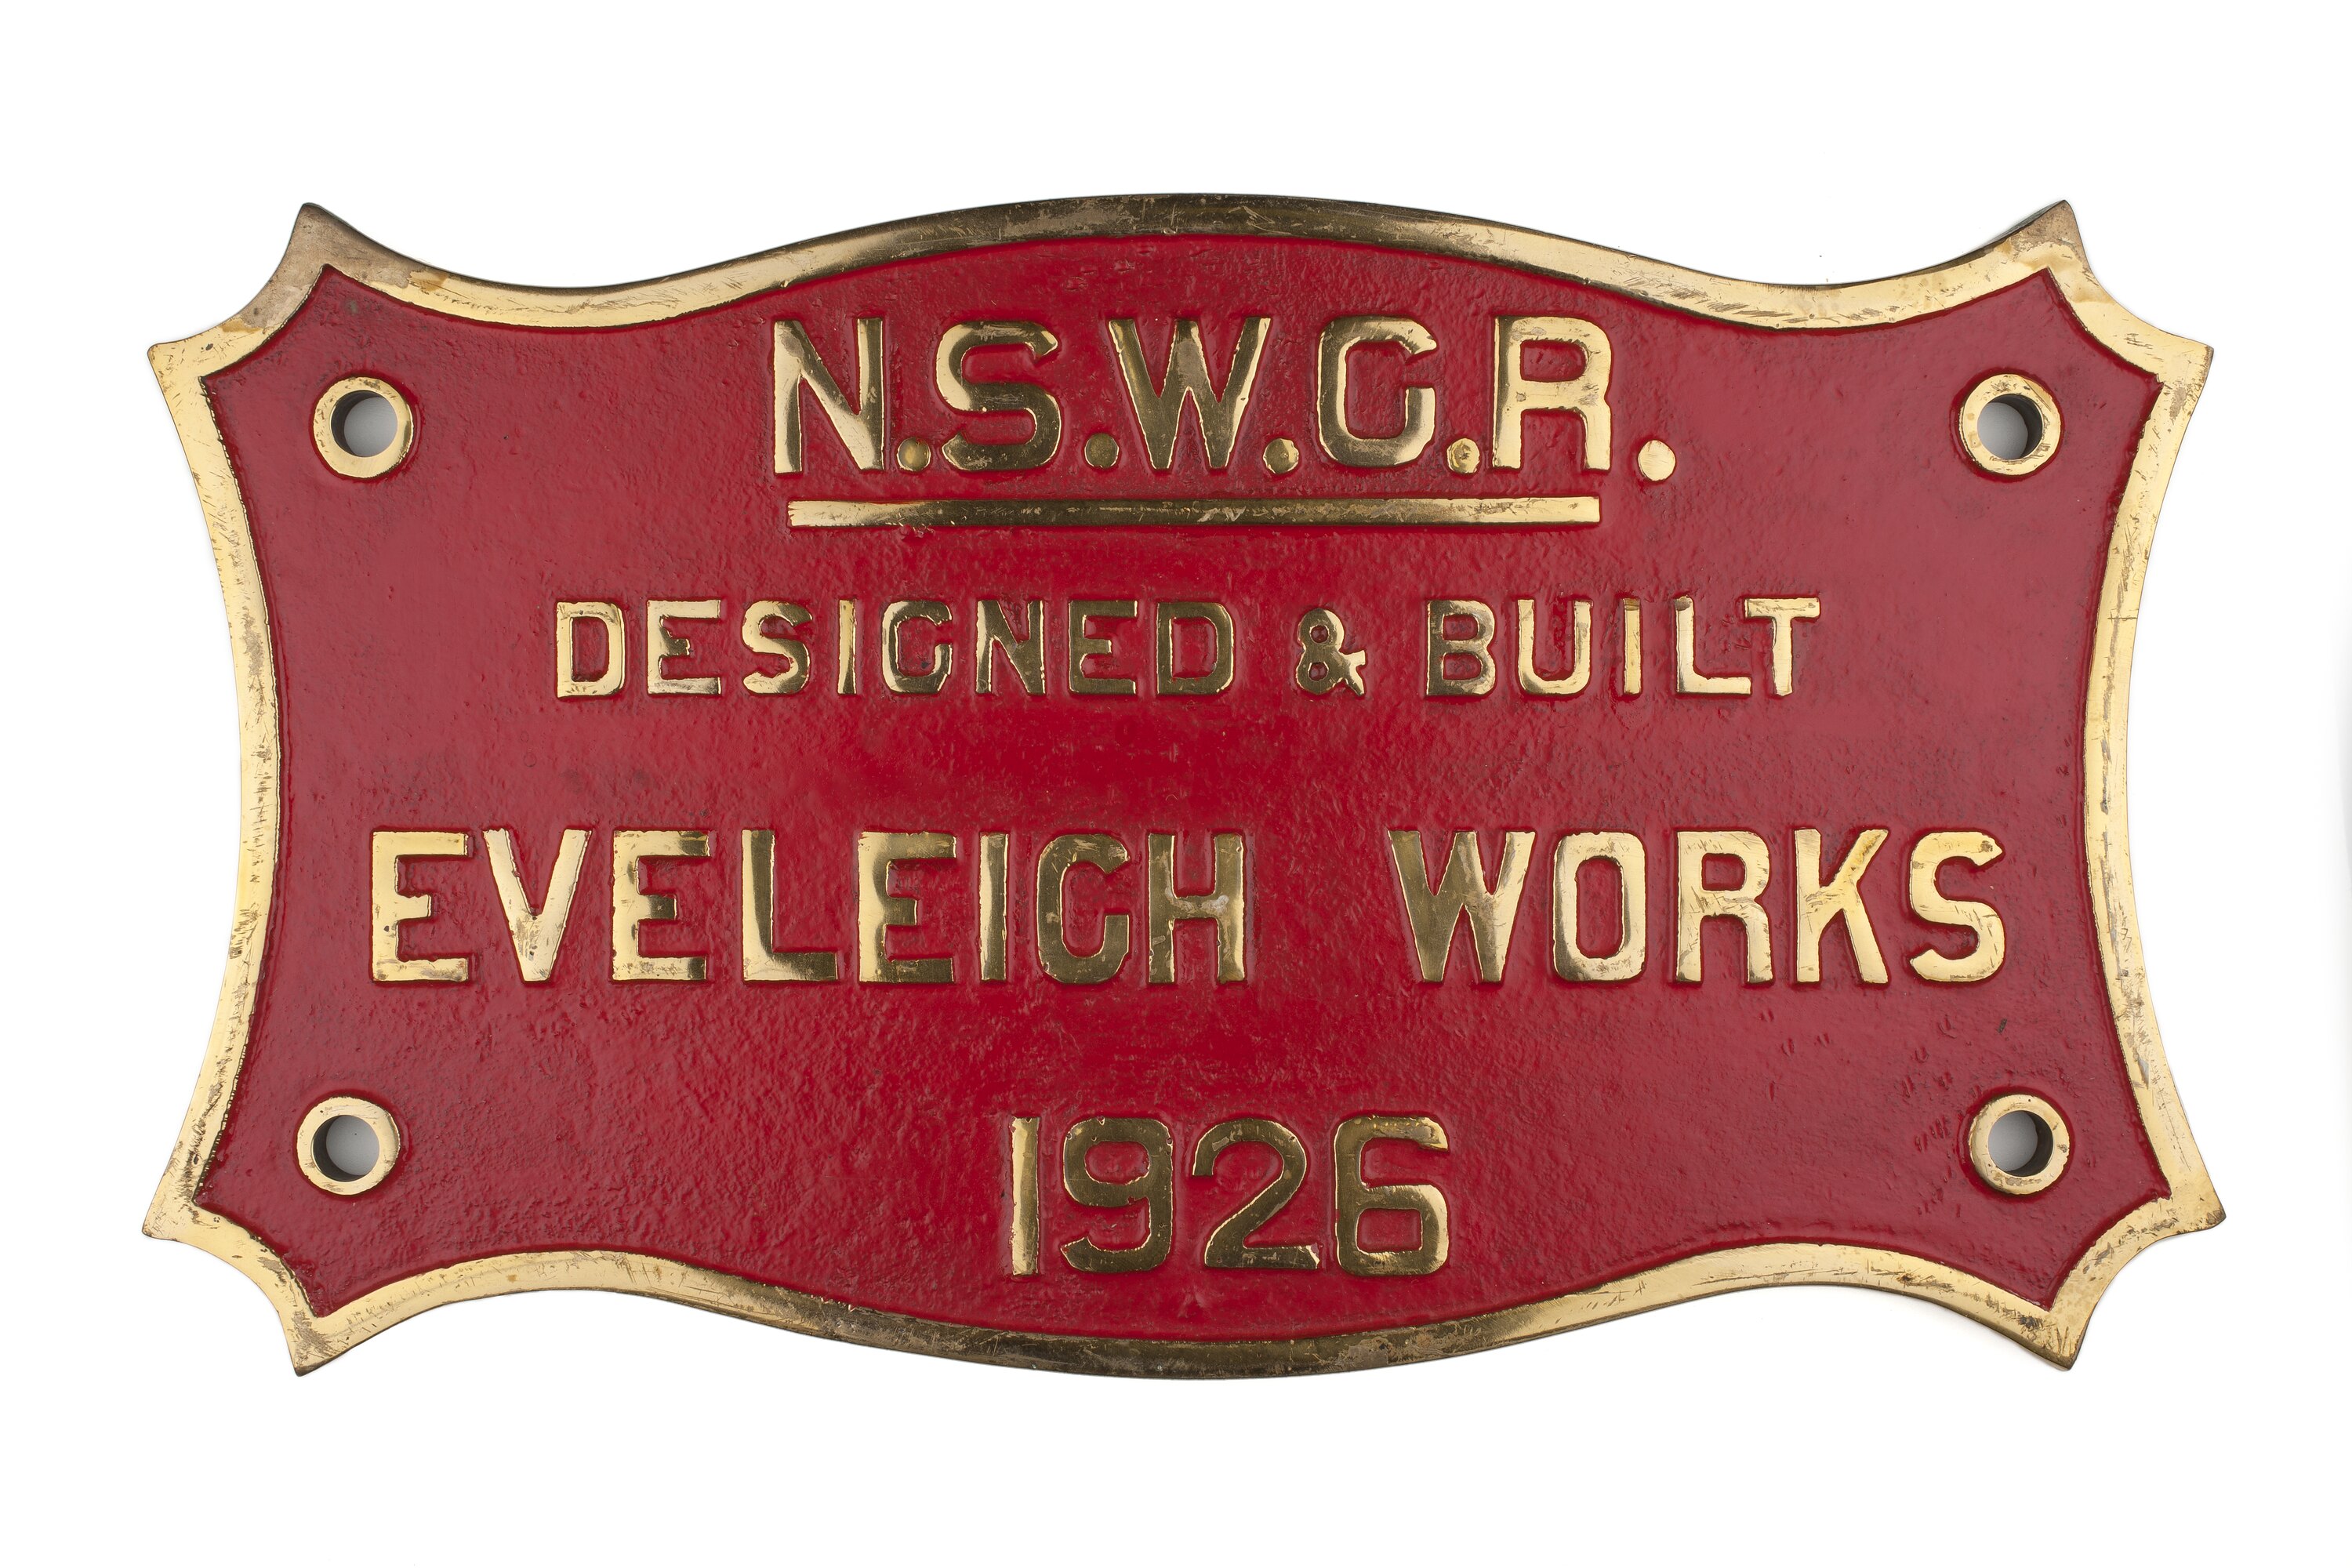 N.S.W.G.R.
DESIGNED & BUILT
EVELEIGH WORKS
1926